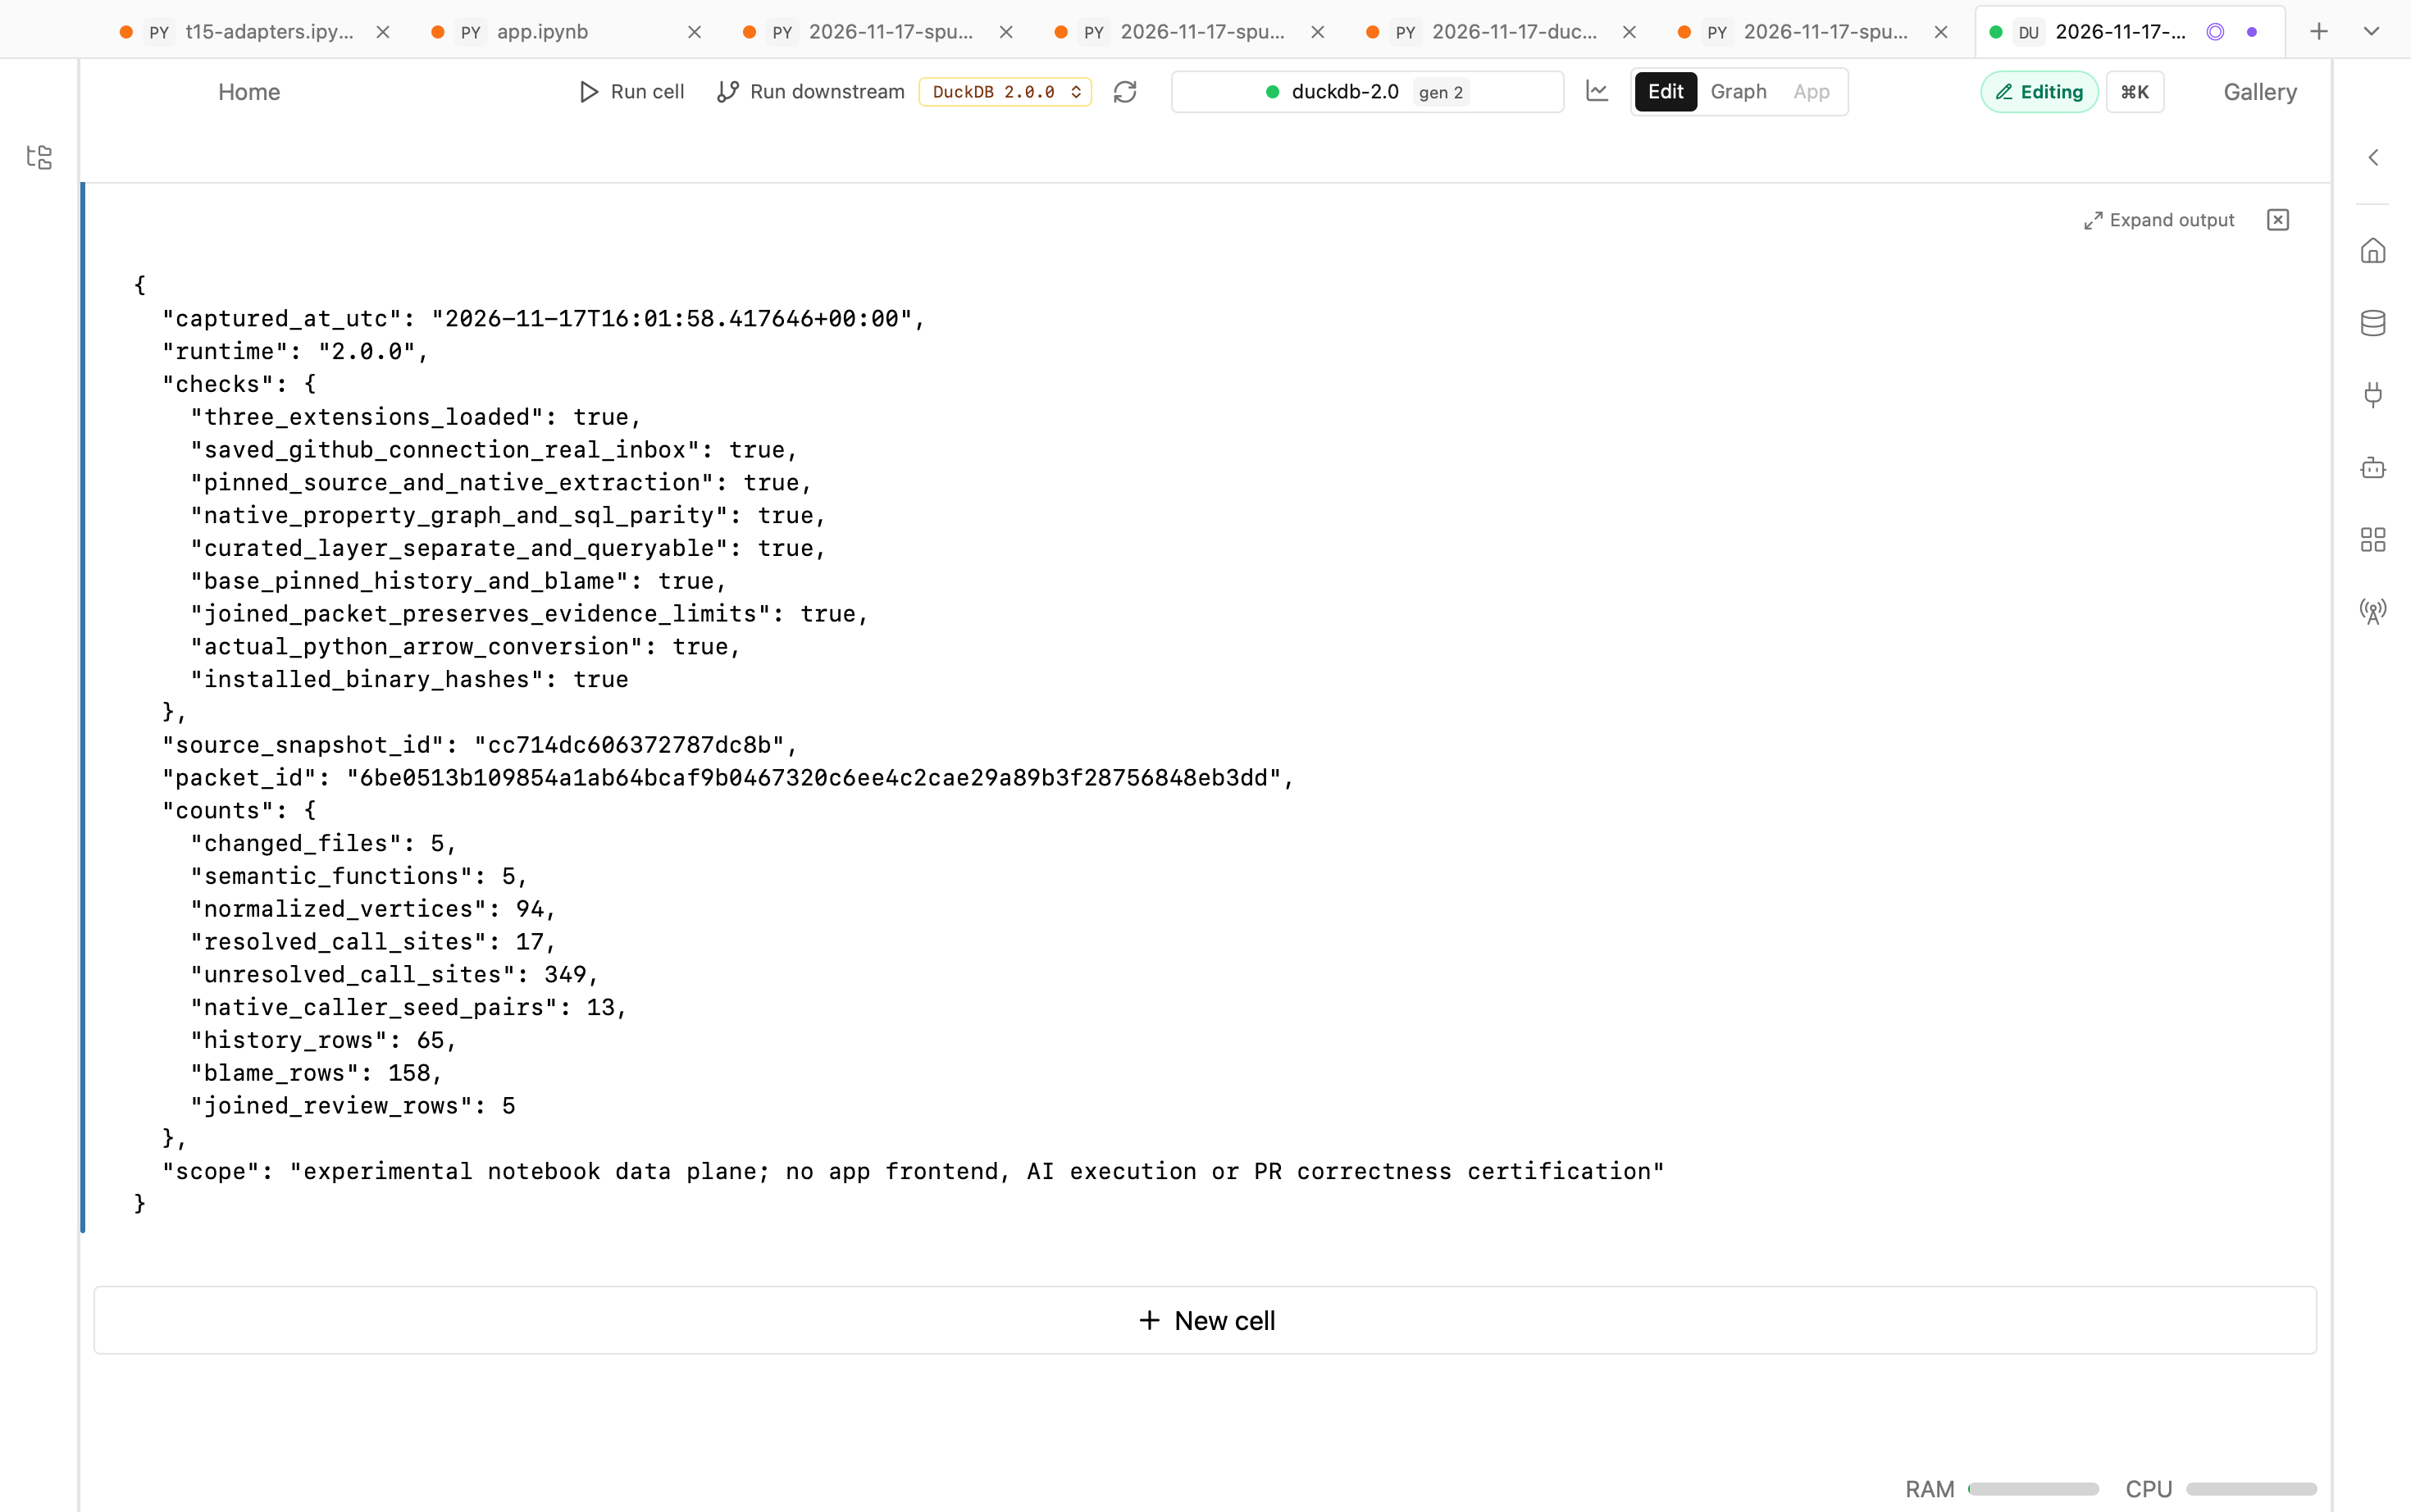 PY t15-adapters.ipy...
PY app.ipynb
PY 2026-11-17-spu...
PY 2026-11-17-spu...
PY 2026-11-17-duc...
PY 2026-11-17-spu...
DU 2026-11-17-...
Home
Run cell
Run downstream
DuckDB 2.0.0
duckdb-2.0 gen 2
Edit
Graph
App
Editing
⌘K
Gallery
Expand output
{
"captured_at_utc": "2026-11-17T16:01:58.417646+00:00",
"runtime": "2.0.0",
"checks": {
"three_extensions_loaded": true,
"saved_github_connection_real_inbox": true,
"pinned_source_and_native_extraction": true,
"native_property_graph_and_sql_parity": true,
"curated_layer_separate_and_queryable": true,
"base_pinned_history_and_blame": true,
"joined_packet_preserves_evidence_limits": true,
"actual_python_arrow_conversion": true,
"installed_binary_hashes": true
},
"source_snapshot_id": "cc714dc606372787dc8b",
"packet_id": "6be0513b109854a1ab64bcaf9b0467320c6ee4c2cae29a89b3f28756848eb3dd",
"counts": {
"changed_files": 5,
"semantic_functions": 5,
"normalized_vertices": 94,
"resolved_call_sites": 17,
"unresolved_call_sites": 349,
"native_caller_seed_pairs": 13,
"history_rows": 65,
"blame_rows": 158,
"joined_review_rows": 5
},
"scope": "experimental notebook data plane; no app frontend, AI execution or PR correctness certification"
}
+ New cell
RAM
CPU